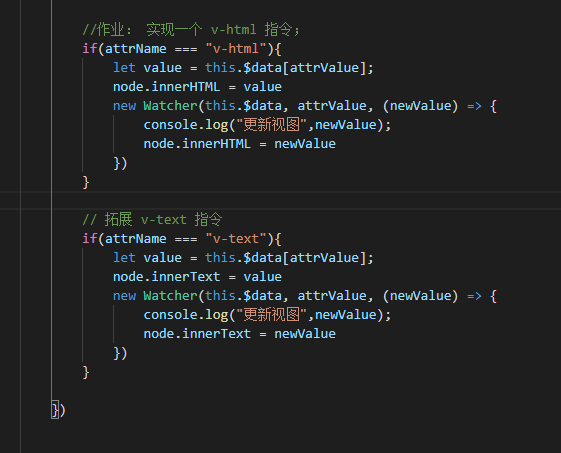 //作业: 实现一个 v-html 指令;
if(attrName === "v-html"){
let value = this.$data[attrValue];
node.innerHTML = value
new Watcher(this.$data, attrValue, (newValue) => {
console.log("更新视图",newValue);
node.innerHTML = newValue
})
}
// 拓展 v-text 指令
if(attrName === "v-text"){
let value = this.$data[attrValue];
node.innerText = value
new Watcher(this.$data, attrValue, (newValue) => {
console.log("更新视图",newValue);
node.innerText = newValue
})
}
})